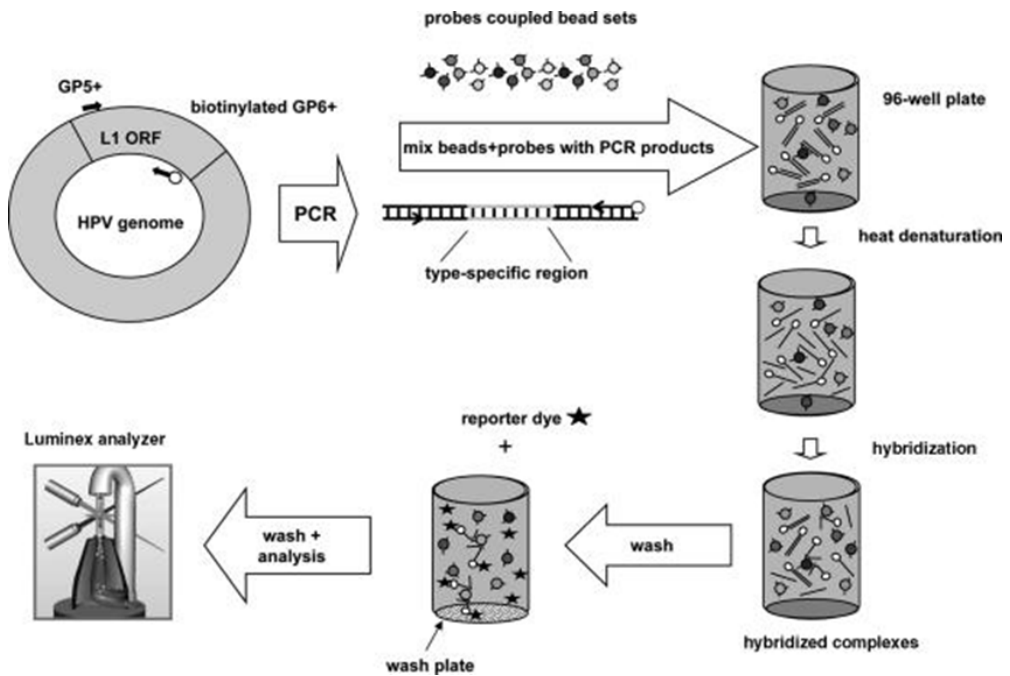 probes coupled bead sets
GP5+
biotinylated GP6+
L1 ORF
HPV genome
PCR
mix beads+probes with PCR products
type-specific region
96-well plate
heat denaturation
hybridization
hybridized complexes
wash
reporter dye
+
wash plate
wash +
analysis
Luminex analyzer